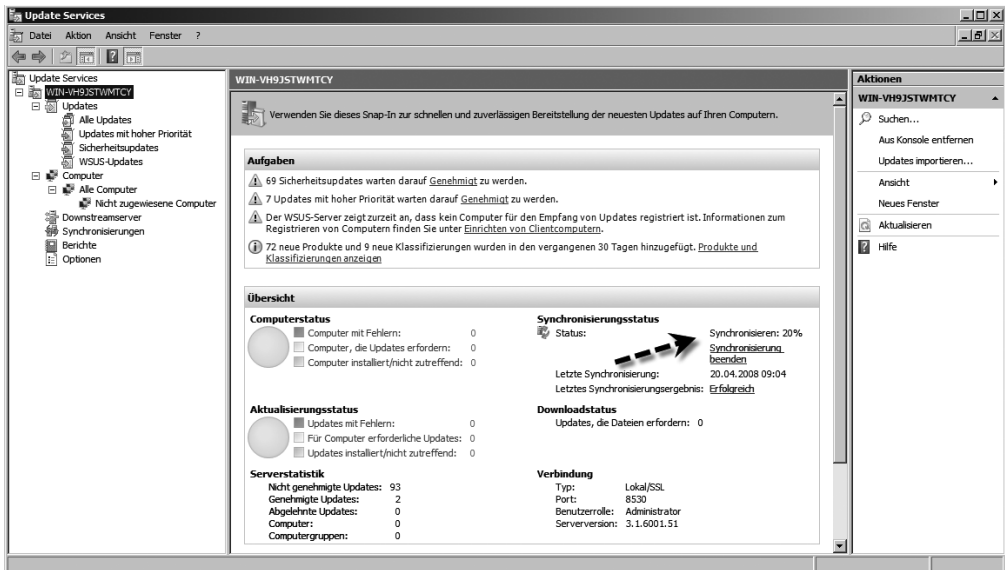 Update Services
Datei Aktion Ansicht Fenster ?
Update Services
WIN-VH9J5TWMTCY
Updates
Alle Updates
Updates mit hoher Priorität
Sicherheitsupdates
WSUS-Updates
Computer
Alle Computer
Nicht zugewiesene Computer
Downstreamserver
Synchronisierungen
Berichte
Optionen
WIN-VH9J5TWMTCY
Verwenden Sie dieses Snap-In zur schnellen und zuverlässigen Bereitstellung der neuesten Updates auf Ihren Computern.
Aufgaben
69 Sicherheitsupdates warten darauf Genehmigt zu werden.
7 Updates mit hoher Priorität warten darauf Genehmigt zu werden.
Der WSUS-Server zeigt zurzeit an, dass kein Computer für den Empfang von Updates registriert ist. Informationen zum
Registrieren von Computern finden Sie unter Einrichten von Clientcomputern.
72 neue Produkte und 9 neue Klassifizierungen wurden in den vergangenen 30 Tagen hinzugefügt. Produkte und
Klassifizierungen anzeigen
Übersicht
Computerstatus
Computer mit Fehlern: 0
Computer, die Updates erfordern: 0
Computer installiert/nicht zutreffend: 0
Synchronisierungsstatus
Status: Synchronisieren: 20%
Synchronisierung
beenden
Letzte Synchronisierung: 20.04.2008 09:04
Letztes Synchronisierungsergebnis: Erfolgreich
Aktualisierungsstatus
Updates mit Fehlern: 0
Für Computer erforderliche Updates: 0
Updates installiert/nicht zutreffend: 0
Downloadstatus
Updates, die Dateien erfordern: 0
Serverstatistik
Nicht genehmigte Updates: 93
Genehmigte Updates: 2
Abgelehnte Updates: 0
Computer: 0
Computergruppen: 0
Verbindung
Typ: Lokal/SSL
Port: 8530
Benutzerrolle: Administrator
Serverversion: 3.1.6001.51
Aktionen
WIN-VH9J5TWMTCY
Suchen...
Aus Konsole entfernen
Updates importieren...
Ansicht
Neues Fenster
Aktualisieren
Hilfe